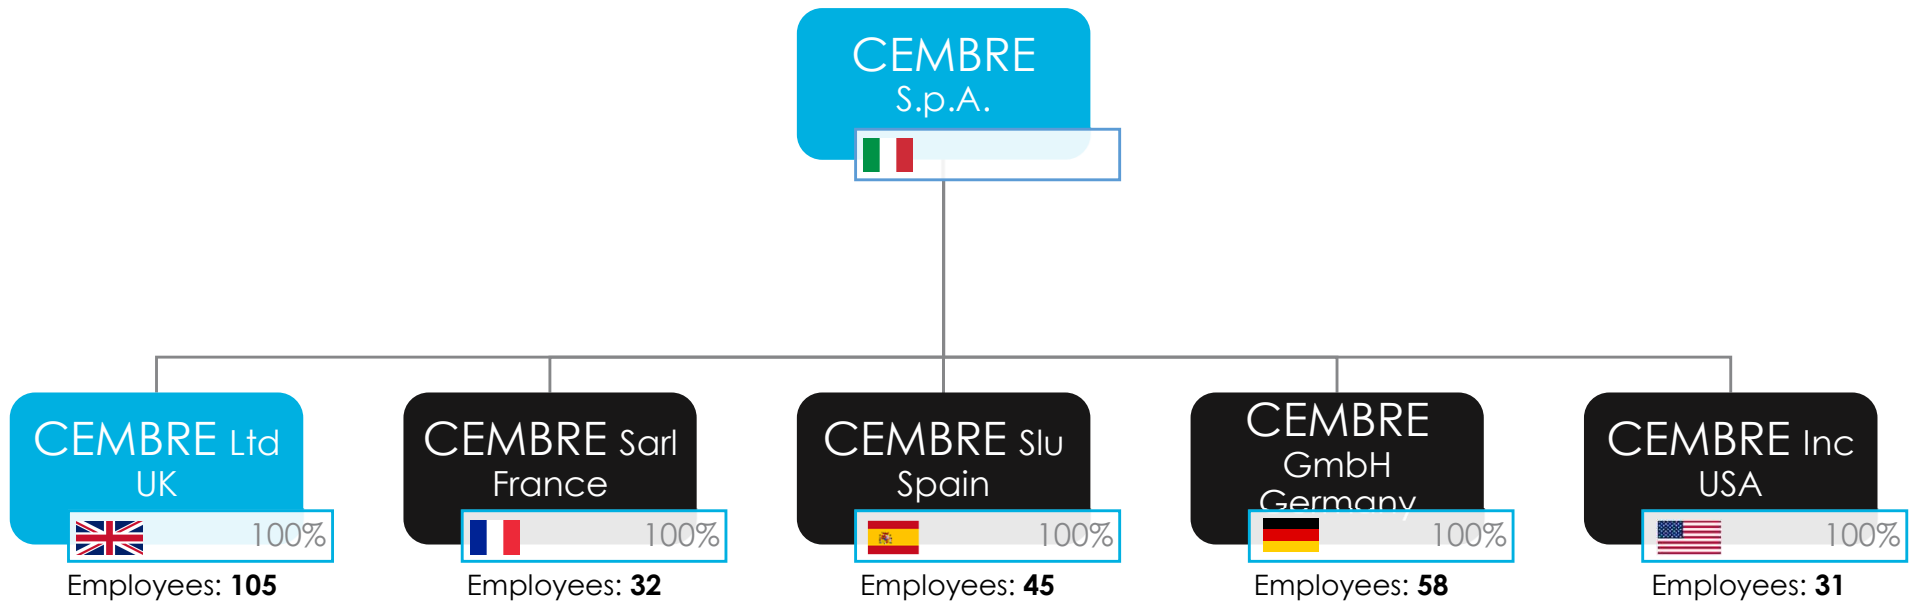 CEMBRE
S.p.A.
CEMBRE Ltd
UK
100%
Employees: 105
CEMBRE Sarl
France
100%
Employees: 32
CEMBRE Slu
Spain
100%
Employees: 45
CEMBRE
GmbH
Germany
100%
Employees: 58
CEMBRE Inc
USA
100%
Employees: 31